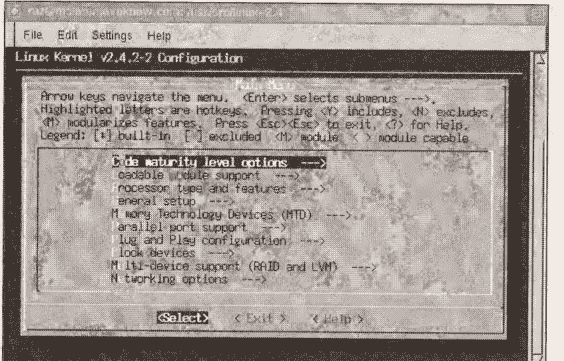 File Edit Settings Help
Linux Kernel v2.4.2-2 Configuration
Main Menu
Arrow keys navigate the menu. <Enter> selects submenus --->.
Highlighted letters are hotkeys. Pressing <Y> includes, <N> excludes,
<M> modularizes features. Press <Esc><Esc> to exit, <?> for Help.
Legend: [*] built-in [ ] excluded <M> module < > module capable
C de maturity level options --->
oadable module support --->
rocessor type and features --->
eneral setup --->
M mory Technology Devices (MTD) --->
arallel port support --->
lug and Play configuration --->
lock devices --->
M lti-device support (RAID and LVM) --->
N tworking options --->
<Select> < Exit > < Help >